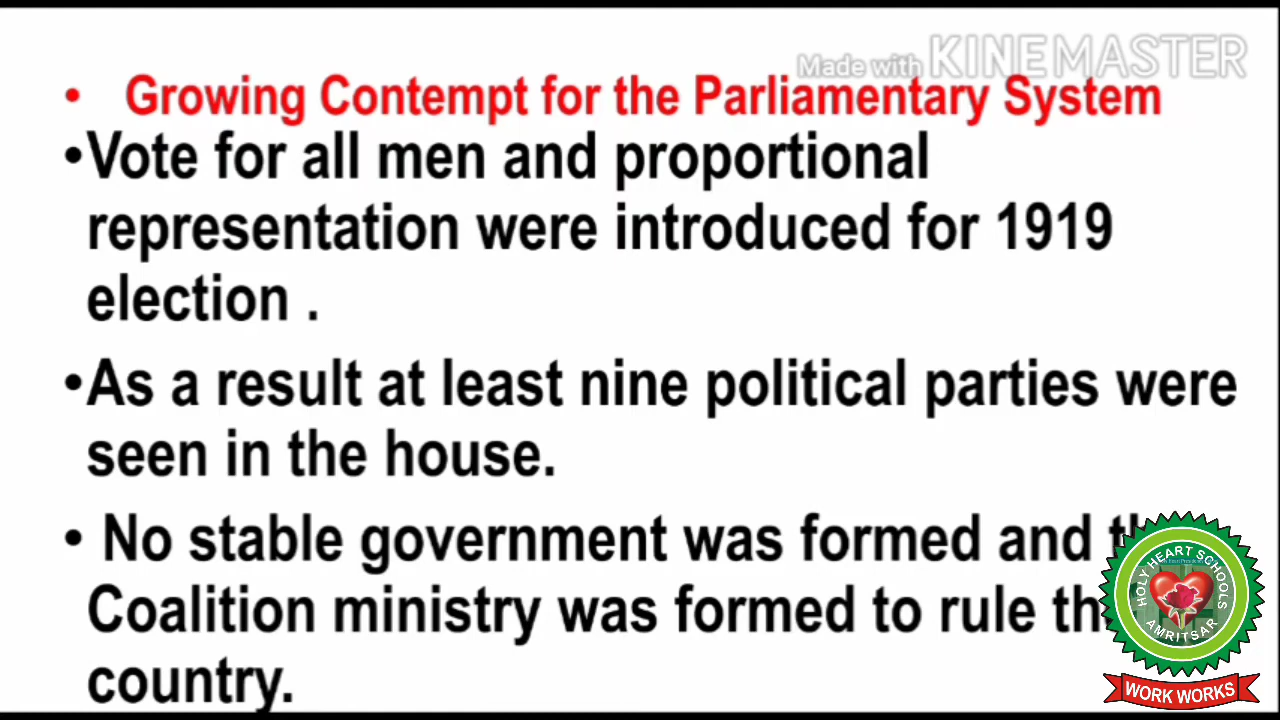 Made with KINEMASTER
• Growing Contempt for the Parliamentary System
•Vote for all men and proportional
representation were introduced for 1919
election .
•As a result at least nine political parties were
seen in the house.
• No stable government was formed and
Coalition ministry was formed to rule
country.
HOLY HEART SCHOOLS
AMRITSAR
WORK WORKS